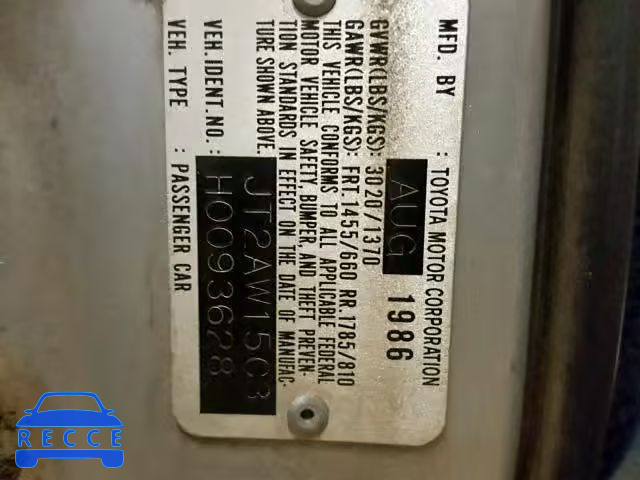 MFD. BY : TOYOTA MOTOR CORPORATION
AUG 1986
GVWR(LBS/KGS): 3020/1370
GAWR(LBS/KGS): FRT. 1455/660 RR. 1785/810
THIS VEHICLE CONFORMS TO ALL APPLICABLE FEDERAL
MOTOR VEHICLE SAFETY, BUMPER, AND THEFT PREVEN-
TION STANDARDS IN EFFECT ON THE DATE OF MANUFAC-
TURE SHOWN ABOVE.
VEH. IDENT. NO. : JT2AW15C3
H0093628
VEH. TYPE : PASSENGER CAR
RECCE